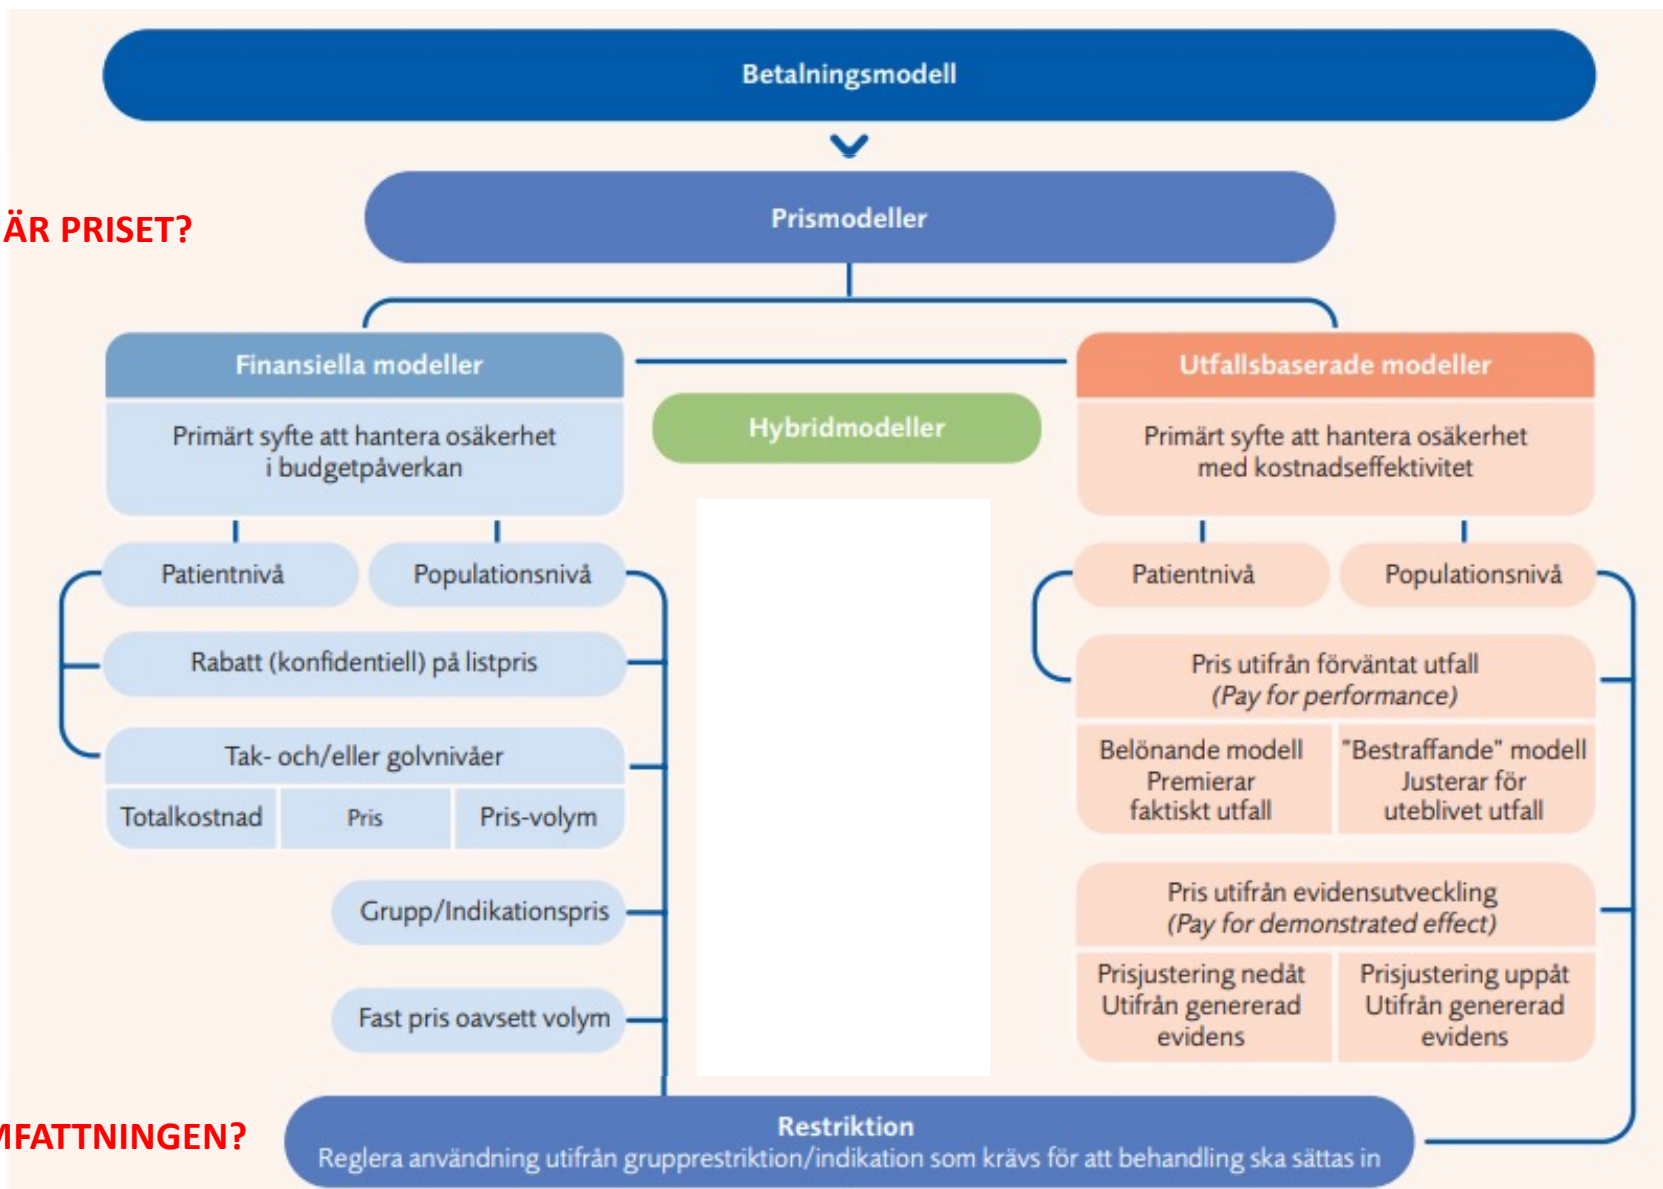 Betalningsmodell
ÄR PRISET?
Prismodeller
Finansiella modeller
Primärt syfte att hantera osäkerhet
i budgetpåverkan
Hybridmodeller
Utfallsbaserade modeller
Primärt syfte att hantera osäkerhet
med kostnadseffektivitet
Patientnivå
Populationsnivå
Rabatt (konfidentiell) på listpris
Tak- och/eller golvnivåer
Totalkostnad
Pris
Pris-volym
Grupp/Indikationspris
Fast pris oavsett volym
Patientnivå
Populationsnivå
Pris utifrån förväntat utfall
(Pay for performance)
Belönande modell
Premierar
faktiskt utfall
"Bestraffande" modell
Justerar för
uteblivet utfall
Pris utifrån evidensutveckling
(Pay for demonstrated effect)
Prisjustering nedåt
Utifrån genererad
evidens
Prisjustering uppåt
Utifrån genererad
evidens
MFATTNINGEN?
Restriktion
Reglera användning utifrån grupprestriktion/indikation som krävs för att behandling ska sättas in